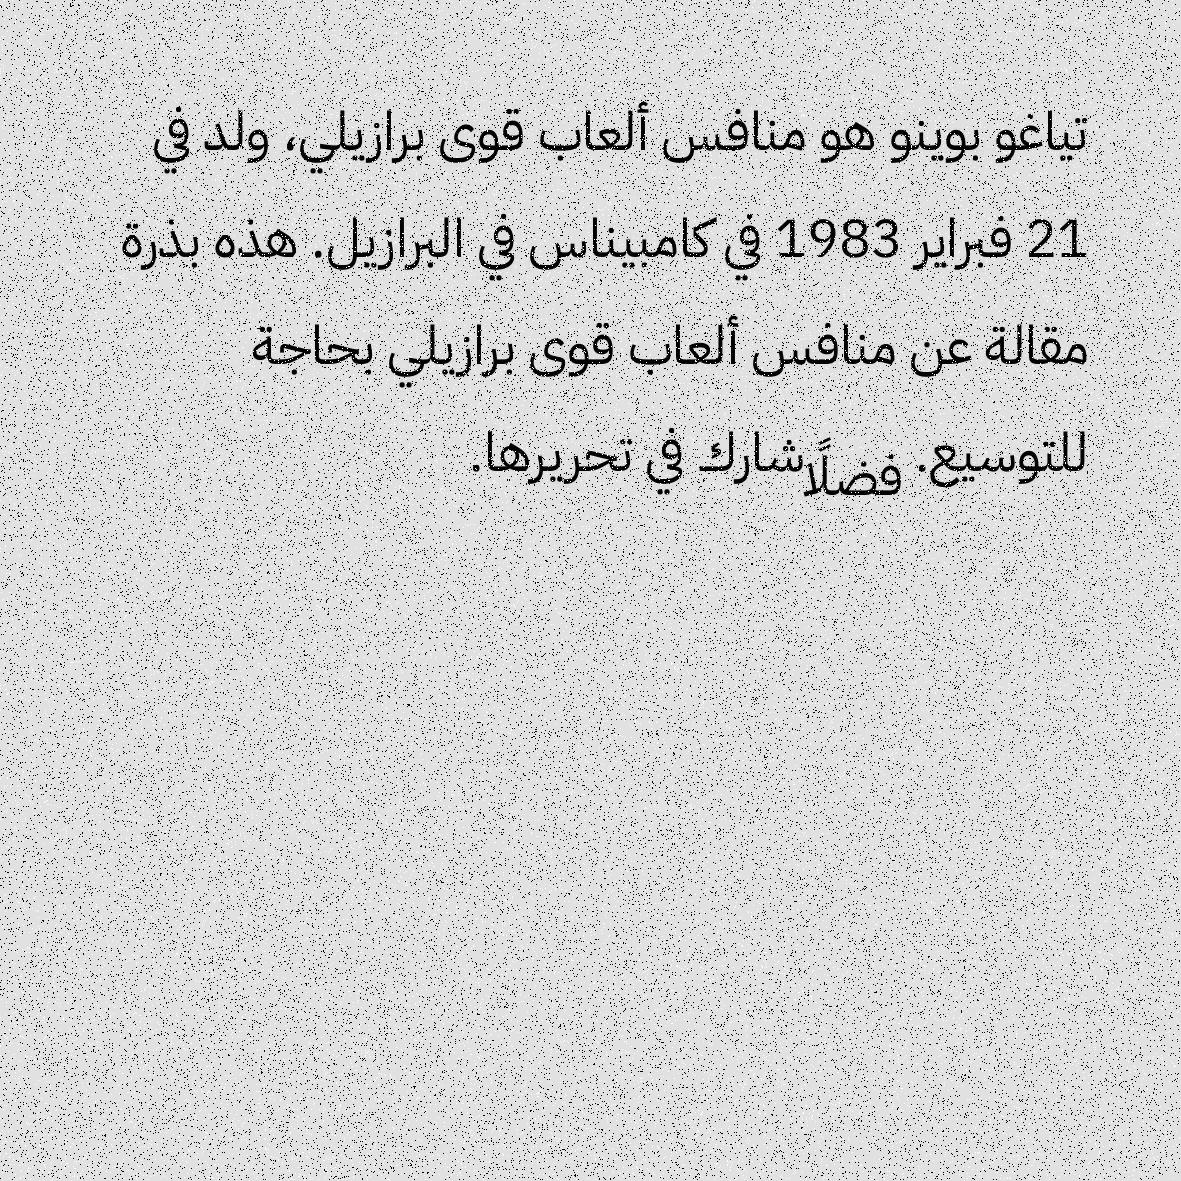 تياغو بوينو هو منافس ألعاب قوى برازيلي، ولد في
21 فبراير 1983 في كامبيناس في البرازيل. هذه بذرة
مقالة عن منافس ألعاب قوى برازيلي بحاجة
للتوسيع. فضلًا شارك في تحريرها.